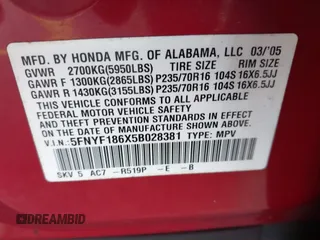 MFD. BY HONDA MFG. OF ALABAMA, LLC 03/'05
GVWR 2700KG(5950LBS) TIRE SIZE RIM SIZE
GAWR F 1300KG(2865LBS) P235/70R16 104S 16X6.5JJ
GAWR R 1430KG(3155LBS) P235/70R16 104S 16X6.5JJ
THIS VEHICLE CONFORMS TO ALL APPLICABLE
FEDERAL MOTOR VEHICLE SAFETY STANDARDS IN
EFFECT ON THE DATE OF MANUFACTURE SHOWN ABOVE.
V.I.N.: 5FNYF186X5B028381 TYPE: MPV
SKV 5 AC7 -R519P -E -B
DREAMBID